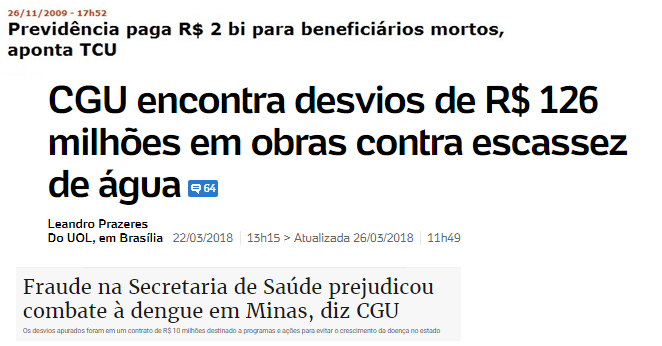 26/11/2009 - 17h52
Previdência paga R$ 2 bi para beneficiários mortos,
aponta TCU
CGU encontra desvios de R$ 126
milhões em obras contra escassez
de água 64
Leandro Prazeres
Do UOL, em Brasília 22/03/2018 13h15 > Atualizada 26/03/2018 11h49
Fraude na Secretaria de Saúde prejudicou
combate à dengue em Minas, diz CGU
Os desvios apurados foram em um contrato de R$ 10 milhões destinado a programas e ações para evitar o crescimento da doença no estado